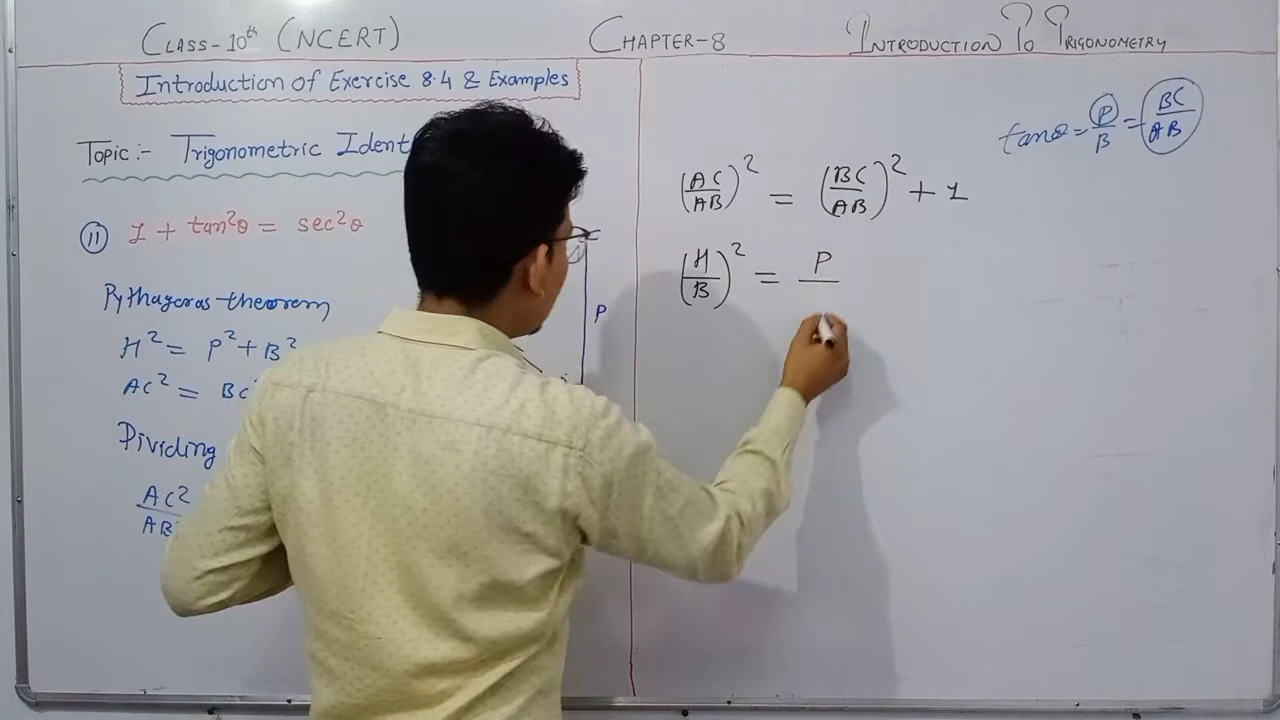 CLASS-10th (NCERT) CHAPTER-8 INTRODUCTION TO TRIGONOMETRY
Introduction of Exercise 8.4 & Examples
TOPIC:- Trigonometric Ident
(11) 1 + tan²θ = sec²θ
Pythagoras theorem
H² = P² + B²
AC² = BC
Dividing
AC²
AB
P
tanθ = P/B = BC/AB
(AC/AB)² = (BC/AB)² + 1
(H/B)² = P